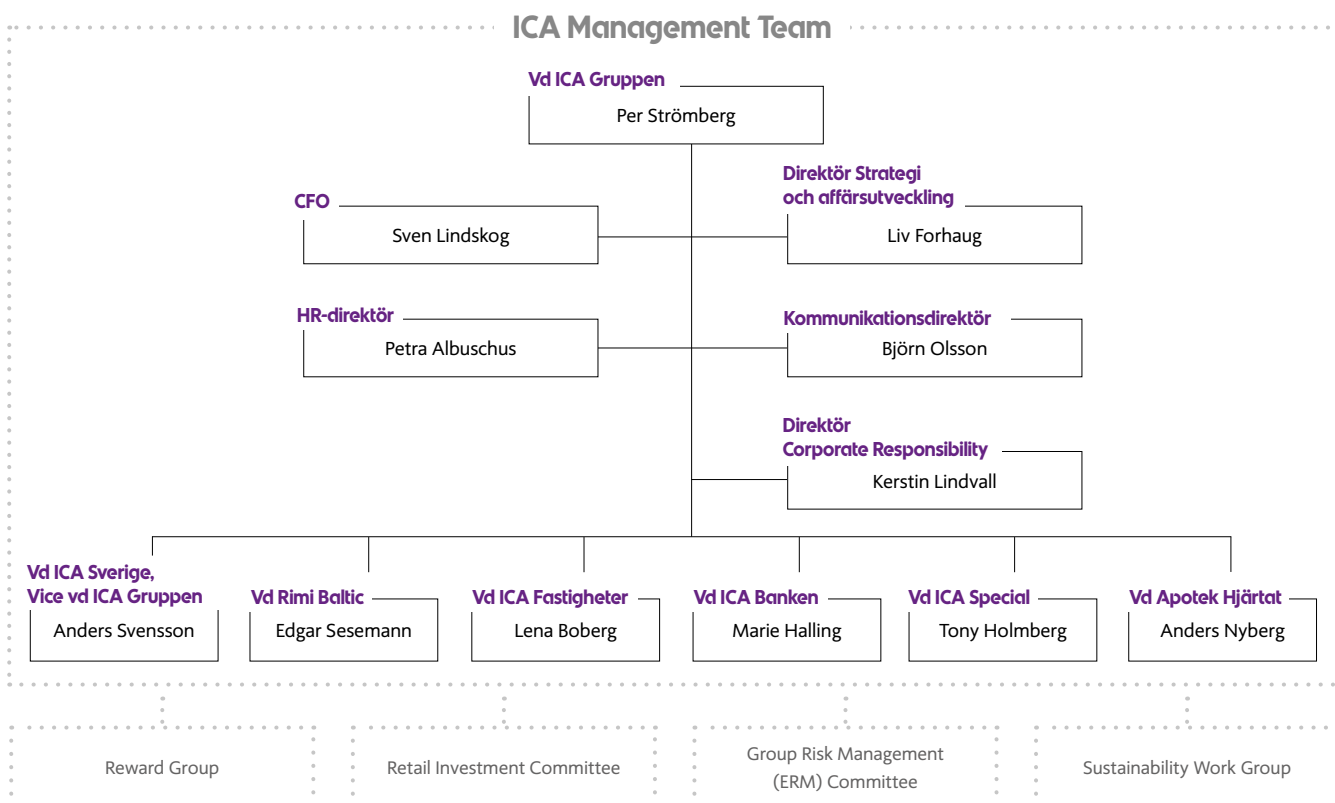 ICA Management Team
Vd ICA Gruppen
Per Strömberg
CFO
Sven Lindskog
Direktör Strategi
och affärsutveckling
Liv Forhaug
HR-direktör
Petra Albuschus
Kommunikationsdirektör
Björn Olsson
Direktör
Corporate Responsibility
Kerstin Lindvall
Vd ICA Sverige,
Vice vd ICA Gruppen
Anders Svensson
Vd Rimi Baltic
Edgar Sesemann
Vd ICA Fastigheter
Lena Boberg
Vd ICA Banken
Marie Halling
Vd ICA Special
Tony Holmberg
Vd Apotek Hjärtat
Anders Nyberg
Reward Group
Retail Investment Committee
Group Risk Management
(ERM) Committee
Sustainability Work Group